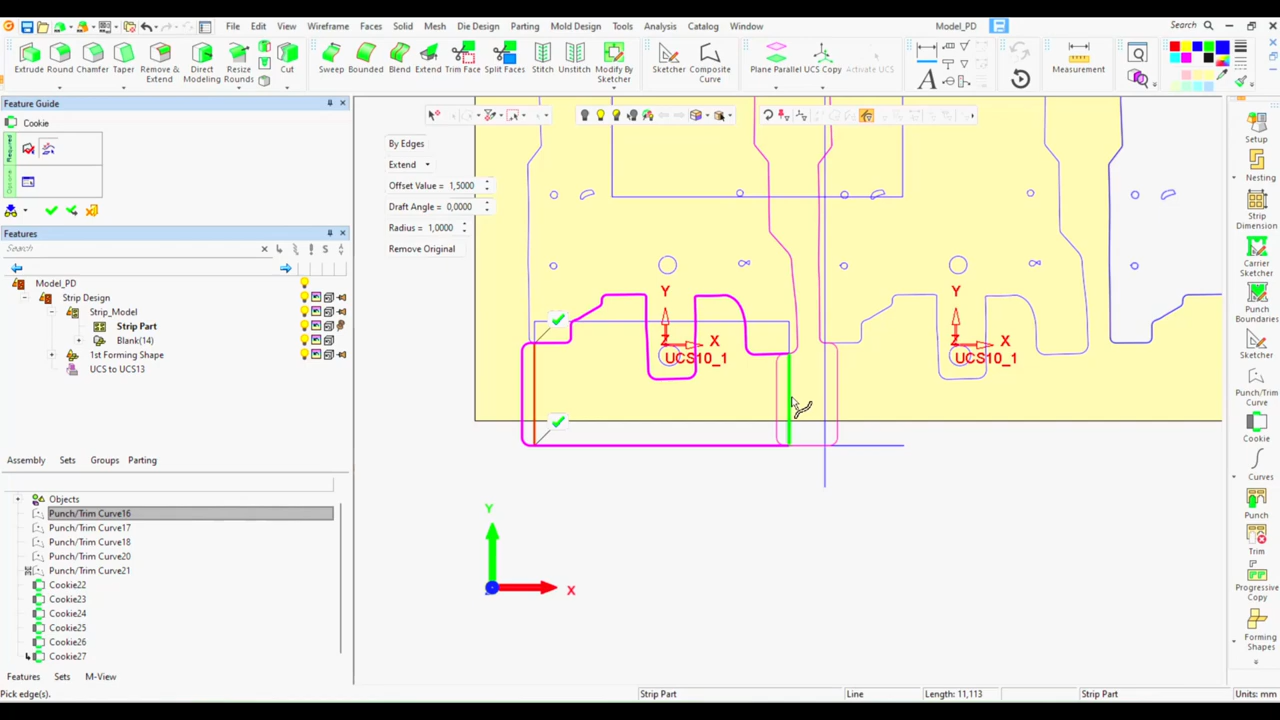 File Edit View Wireframe Faces Solid Mesh Die Design Parting Mold Design Tools Analysis Catalog Window Model_PD Search
Extrude Round Chamfer Taper Remove & Extend Direct Modeling Resize Rounds Cut Sweep Bounded Blend Extend Trim Face Split Faces Stitch Unstitch Modify By Sketcher Sketcher Composite Curve Plane Parallel UCS Copy Activate UCS Measurement
Feature Guide
Cookie
Required
By Edges
Extend
Offset Value = 1,5000
Draft Angle = 0,0000
Radius = 1,0000
Remove Original
Features
Search
Model_PD
Strip Design
Strip_Model
Strip Part
Blank(14)
1st Forming Shape
UCS to UCS13
Assembly Sets Groups Parting
Objects
Punch/Trim Curve16
Punch/Trim Curve17
Punch/Trim Curve18
Punch/Trim Curve20
Punch/Trim Curve21
Cookie22
Cookie23
Cookie24
Cookie25
Cookie26
Cookie27
Features Sets M-View
Y
Z X
UCS10_1
Y
Z X
UCS10_1
Y
X
Setup
Nesting
Strip Dimension
Carrier Sketcher
Punch Boundaries
Sketcher
Punch/Trim Curve
Cookie
Curves
Punch
Trim
Progressive Copy
Forming Shapes
Pick edge(s). Strip Part Line Length: 11,113 Strip Part Units: mm